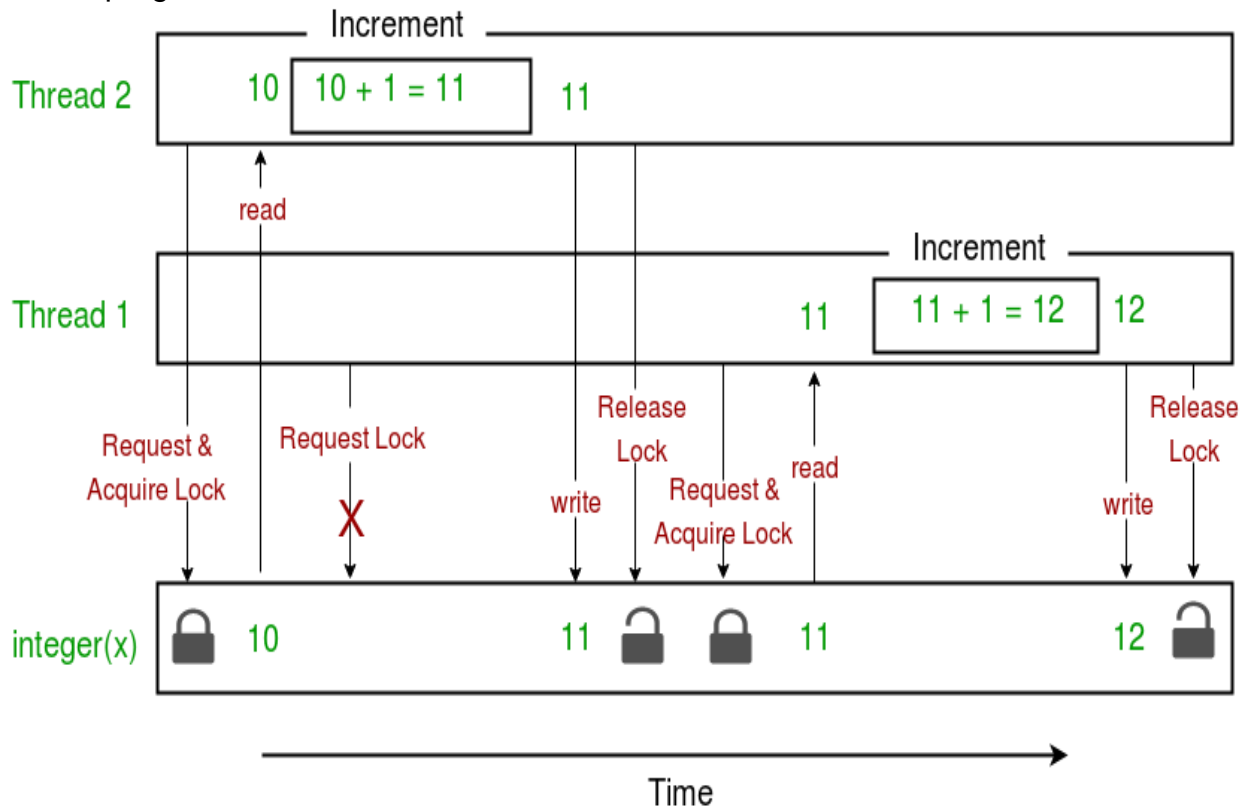 Increment
Thread 2
10
10 + 1 = 11
11
read
Increment
Thread 1
11
11 + 1 = 12
12
Request &
Acquire Lock
Request Lock
X
write
Release
Lock
Request &
Acquire Lock
read
write
Release
Lock
integer(x)
10
11
11
12
Time